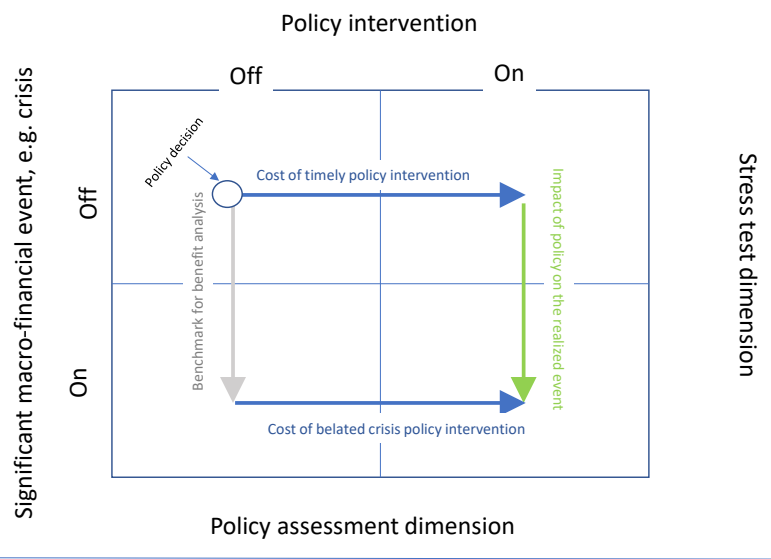 Policy intervention
Off
On
Significant macro-financial event, e.g. crisis
Off
On
Policy decision
Cost of timely policy intervention
Benchmark for benefit analysis
Impact of policy on the realized event
Cost of belated crisis policy intervention
Stress test dimension
Policy assessment dimension